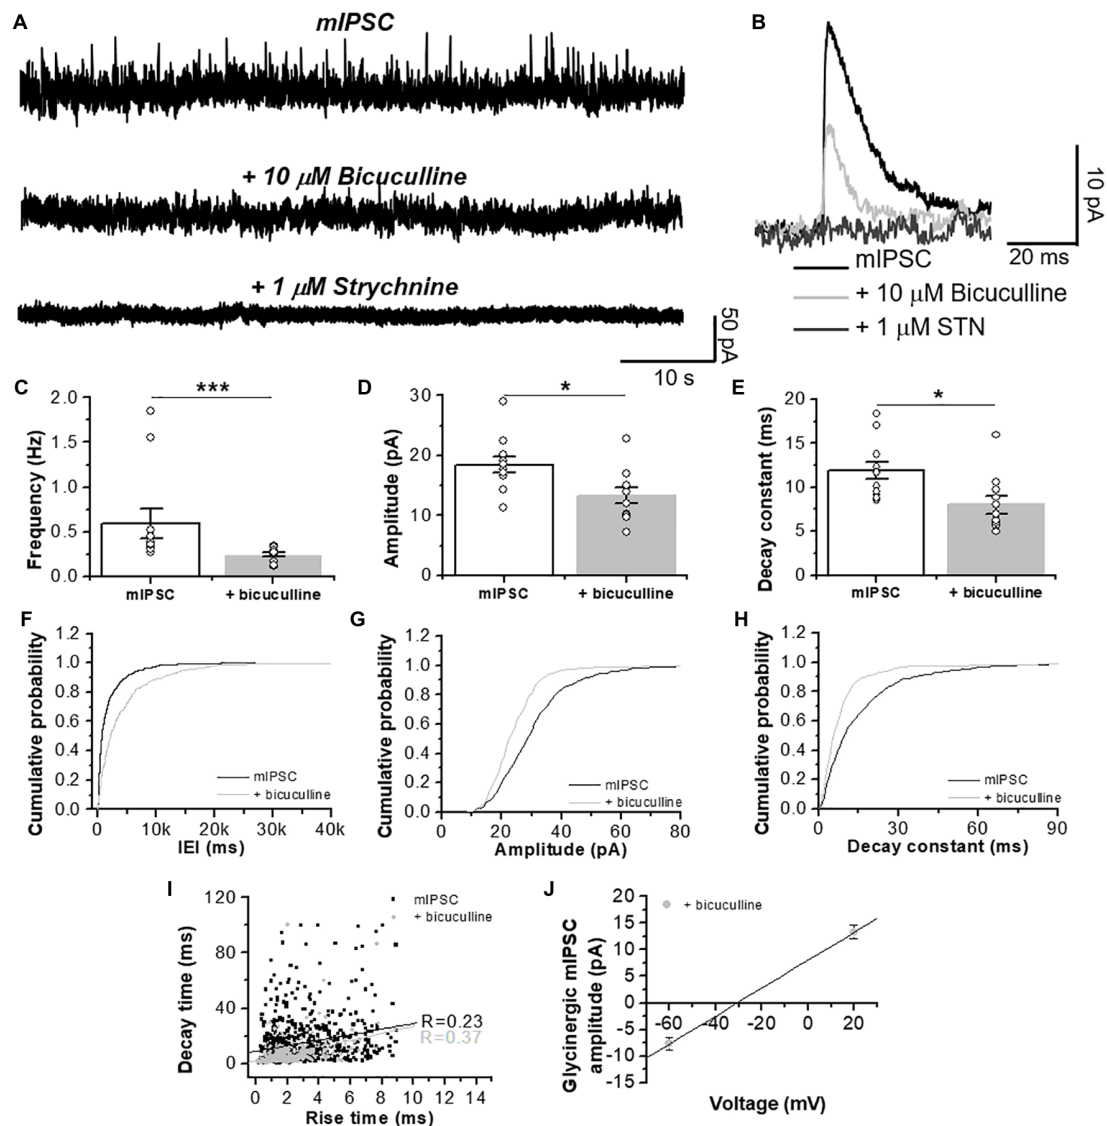 A
mIPSC
+ 10 μM Bicuculline
+ 1 μM Strychnine
50 pA
10 s
B
10 pA
20 ms
mIPSC
+ 10 μM Bicuculline
+ 1 μM STN
C
***
Frequency (Hz)
2.0
1.5
1.0
0.5
0.0
mIPSC
+ bicuculline
D
*
Amplitude (pA)
30
20
10
0
mIPSC
+ bicuculline
E
*
Decay constant (ms)
20
15
10
5
0
mIPSC
+ bicuculline
F
Cumulative probability
1.2
1.0
0.8
0.6
0.4
0.2
0.0
mIPSC
+ bicuculline
0 10k 20k 30k 40k
IEI (ms)
G
Cumulative probability
1.2
1.0
0.8
0.6
0.4
0.2
0.0
mIPSC
+ bicuculline
0 20 40 60 80
Amplitude (pA)
H
Cumulative probability
1.2
1.0
0.8
0.6
0.4
0.2
0.0
mIPSC
+ bicuculline
0 30 60 90
Decay constant (ms)
I
Decay time (ms)
120
80
40
0
mIPSC
+ bicuculline
R=0.23
R=0.37
0 2 4 6 8 10 12 14
Rise time (ms)
J
Glycinergic mIPSC
amplitude (pA)
20
15
10
5
0
-5
-10
-15
+ bicuculline
-60 -40 -20 0 20
Voltage (mV)